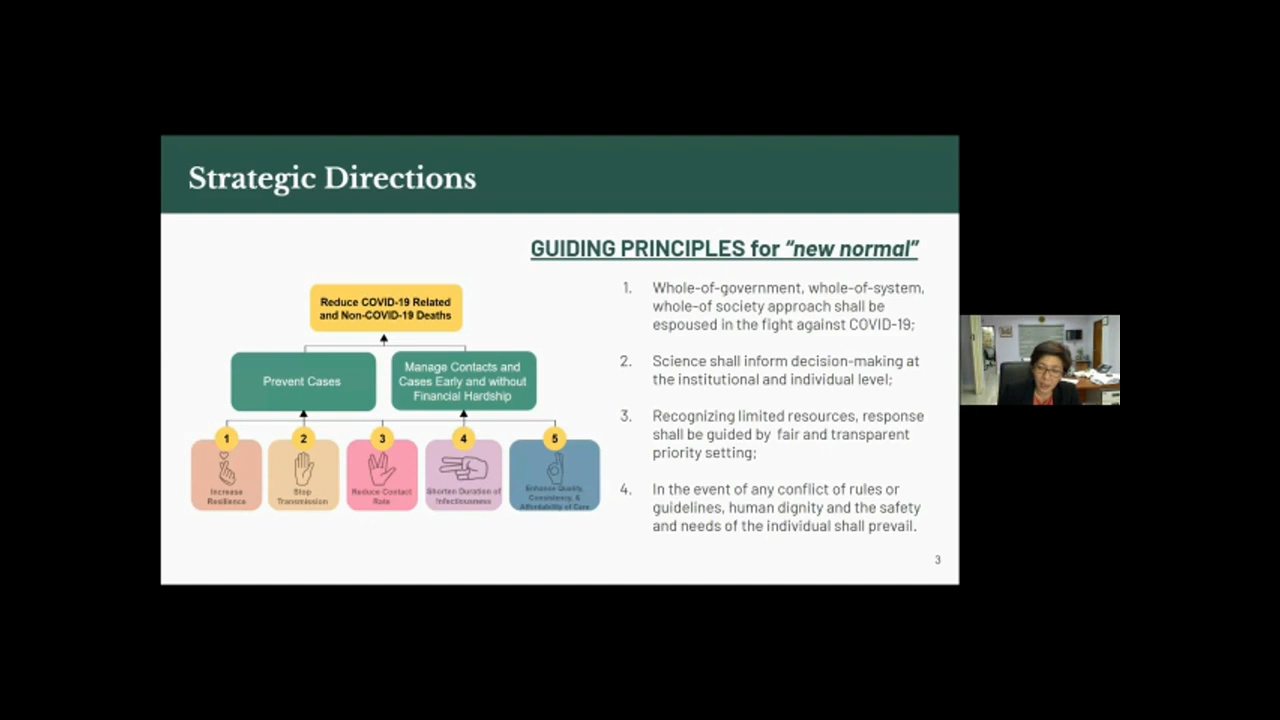 Strategic Directions
GUIDING PRINCIPLES for “new normal”
Reduce COVID-19 Related
and Non-COVID-19 Deaths
Prevent Cases
Manage Contacts and
Cases Early and without
Financial Hardship
1
Increase
Resilience
2
Stop
Transmission
3
Reduce Contact
Rate
4
Shorten Duration of
Infectiousness
5
Enhance Quality,
Consistency, &
Affordability of Care
1. Whole-of-government, whole-of-system,
whole-of society approach shall be
espoused in the fight against COVID-19;
2. Science shall inform decision-making at
the institutional and individual level;
3. Recognizing limited resources, response
shall be guided by fair and transparent
priority setting;
4. In the event of any conflict of rules or
guidelines, human dignity and the safety
and needs of the individual shall prevail.
3